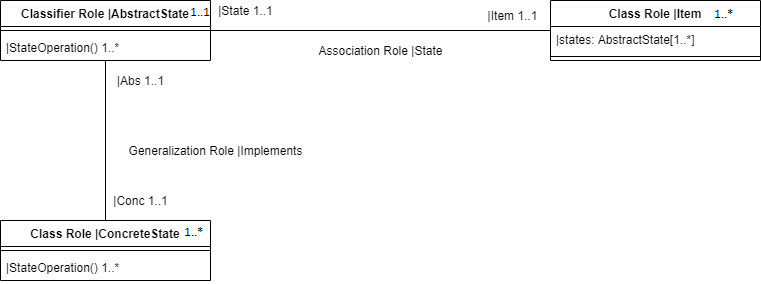 Classifier Role |AbstractState 1..1
|StateOperation() 1..*
|State 1..1
|Item 1..1
Association Role |State
Class Role |Item 1..*
|states: AbstractState[1..*]
|Abs 1..1
Generalization Role |Implements
|Conc 1..1
Class Role |ConcreteState 1..*
|StateOperation() 1..*